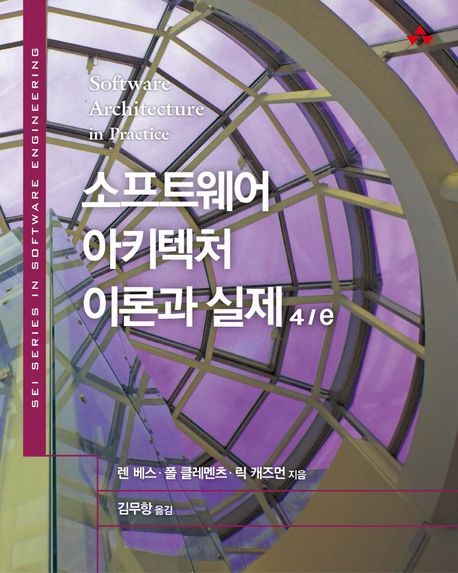 SEI SERIES IN SOFTWARE ENGINEERING
Software
Architecture
in Practice
소프트웨어
아키텍처
이론과 실제 4/e
렌 베스·폴 클레멘츠·릭 캐즈먼 지음
김무항 옮김